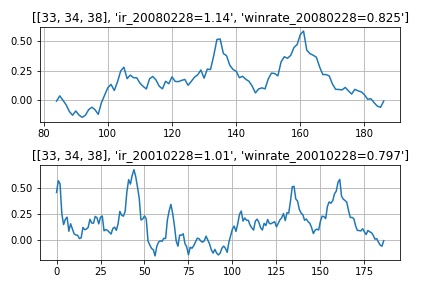 [[33, 34, 38], 'ir_20080228=1.14', 'winrate_20080228=0.825']
0.50
0.25
0.00
80 100 120 140 160 180
[[33, 34, 38], 'ir_20010228=1.01', 'winrate_20010228=0.797']
0.50
0.25
0.00
0 25 50 75 100 125 150 175